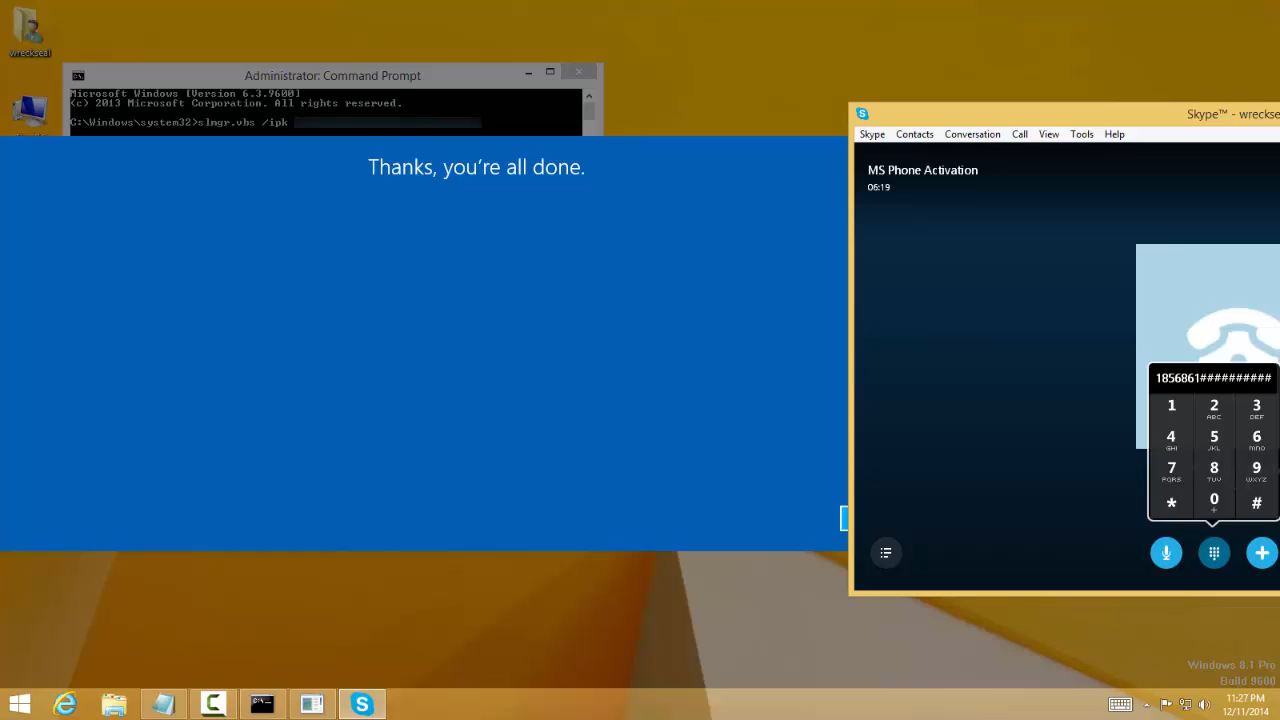 wreckseal
Administrator: Command Prompt
Microsoft Windows [Version 6.3.9600]
(c) 2013 Microsoft Corporation. All rights reserved.
C:\Windows\system32>slmgr.vbs /ipk
Thanks, you're all done.
Skype™ - wreckse
Skype Contacts Conversation Call View Tools Help
MS Phone Activation
06:19
1856861##########
1 2 3
ABC DEF
4 5 6
GHI JKL MNO
7 8 9
PQRS TUV WXYZ
* 0 #
+
Windows 8.1 Pro
Build 9600
11:27 PM
12/11/2014